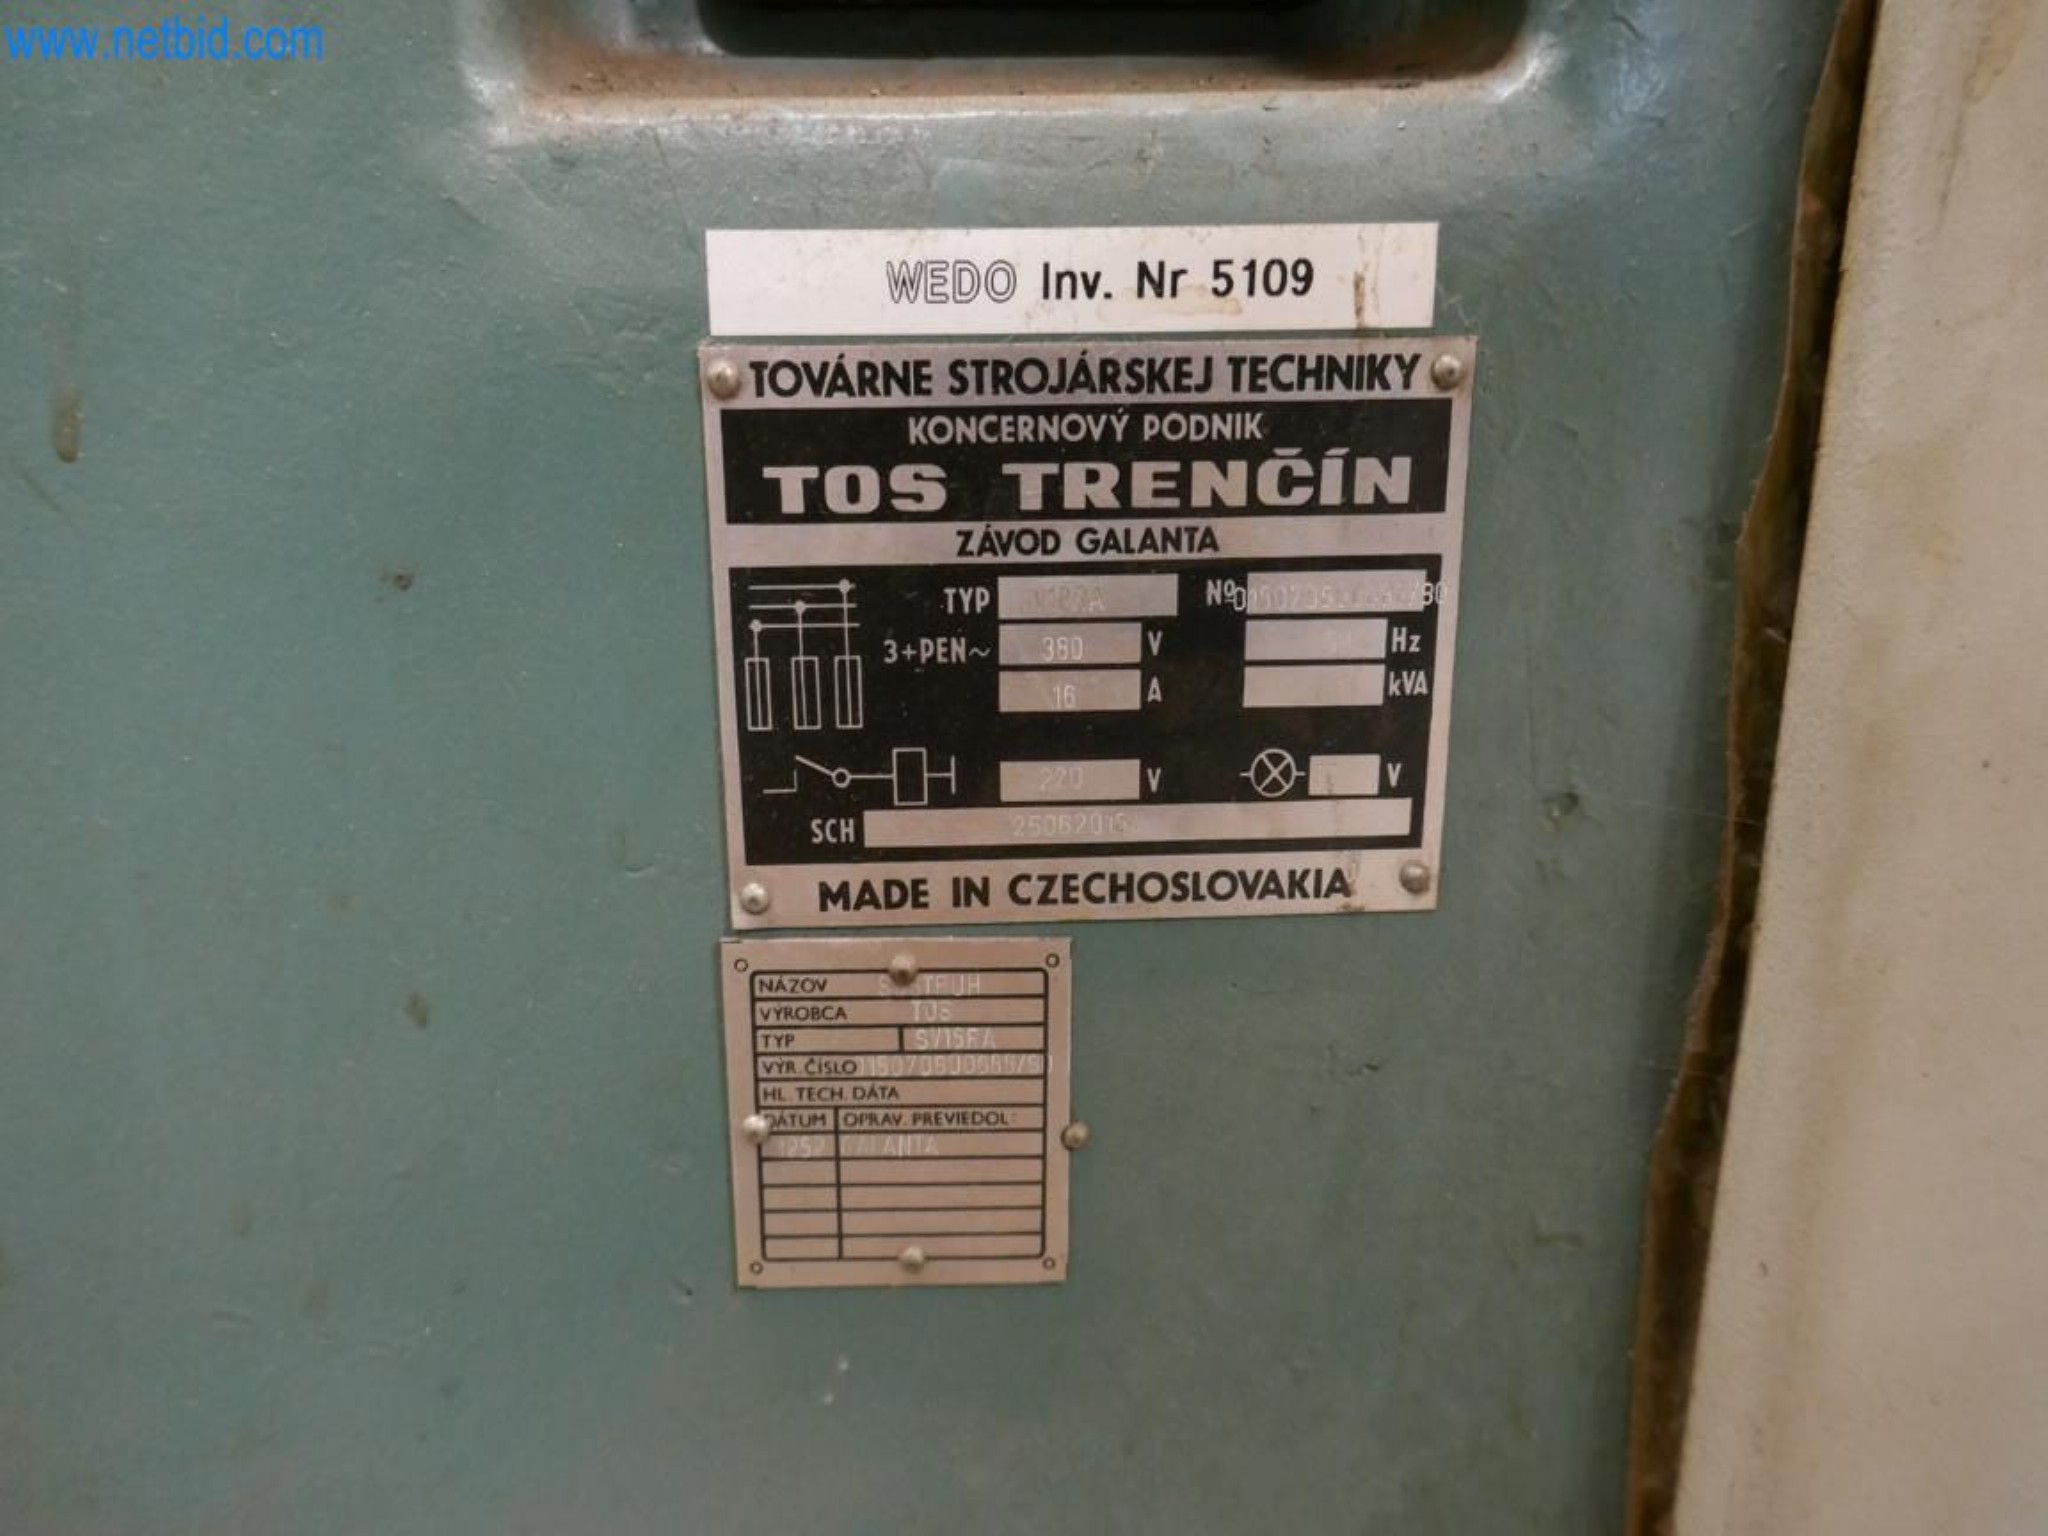 www.netbid.com
WEDO Inv. Nr 5109
TOVÁRNE STROJÁRSKEJ TECHNIKY
KONCERNOVÝ PODNIK
TOS TRENČÍN
ZÁVOD GALANTA
TYP Nº
3+PEN~ 380 V Hz
16 A kVA
220 V V
SCH
MADE IN CZECHOSLOVAKIA
NÁZOV
VÝROBCA TOS
TYP
VÝR. ČÍSLO
HL. TECH. DÁTA
DÁTUM OPRAV. PREVIEDOL:
GALANTA